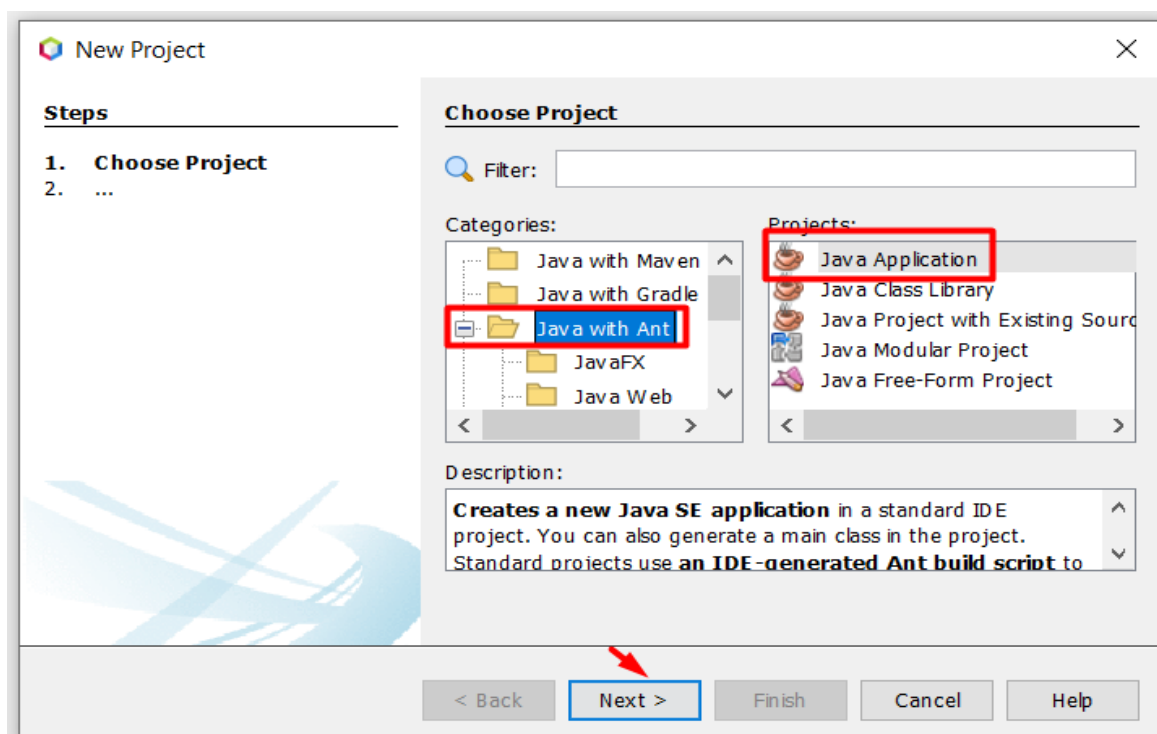 New Project
Steps
1. Choose Project
2. ...
Choose Project
Filter:
Categories:
Java with Maven
Java with Gradle
Java with Ant
JavaFX
Java Web
Projects:
Java Application
Java Class Library
Java Project with Existing Sourc
Java Modular Project
Java Free-Form Project
Description:
Creates a new Java SE application in a standard IDE
project. You can also generate a main class in the project.
Standard projects use an IDE-generated Ant build script to
< Back Next > Finish Cancel Help